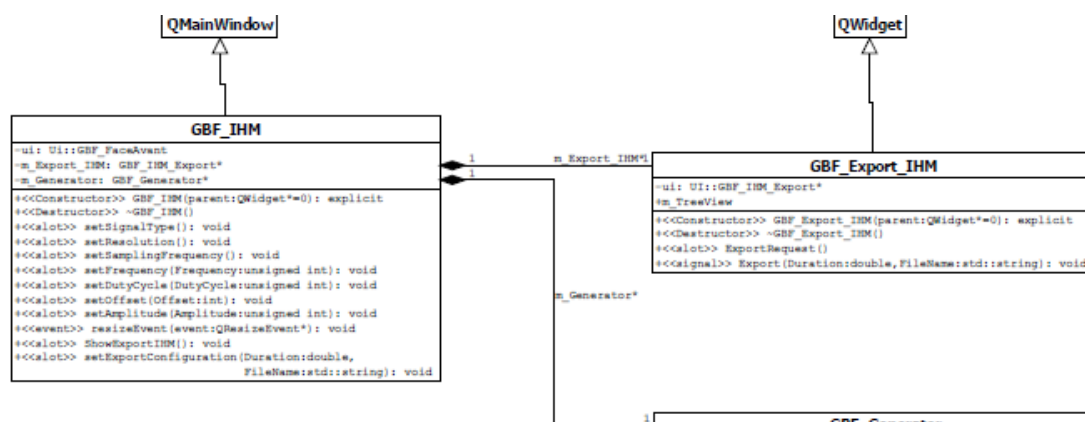 QMainWindow
QWidget
GBF_IHM
-ui: Ui::GBF_FaceAvant
-m_Export_IHM: GBF_IHM_Export*
-m_Generator: GBF_Generator*
+<<Constructor>> GBF_IHM(parent:QWidget*=0): explicit
+<<Destructor>> ~GBF_IHM()
+<<slot>> setSignalType(): void
+<<slot>> setResolution(): void
+<<slot>> setSamplingFrequency(): void
+<<slot>> setFrequency(Frequency:unsigned int): void
+<<slot>> setDutyCycle(DutyCycle:unsigned int): void
+<<slot>> setOffset(Offset:int): void
+<<slot>> setAmplitude(Amplitude:unsigned int): void
+<<event>> resizeEvent(event:QResizeEvent*): void
+<<slot>> ShowExportIHM(): void
+<<slot>> setExportConfiguration(Duration:double,
FileName:std::string): void
1
m_Export_IHM*
1
1
m_Generator*
1
GBF_Export_IHM
-ui: UI::GBF_IHM_Export*
+m_TreeView
+<<Constructor>> GBF_Export_IHM(parent:QWidget*=0): explicit
+<<Destructor>> ~GBF_Export_IHM()
+<<slot>> ExportRequest()
+<<signal>> Export(Duration:double,FileName:std::string): void
GBF_Generator